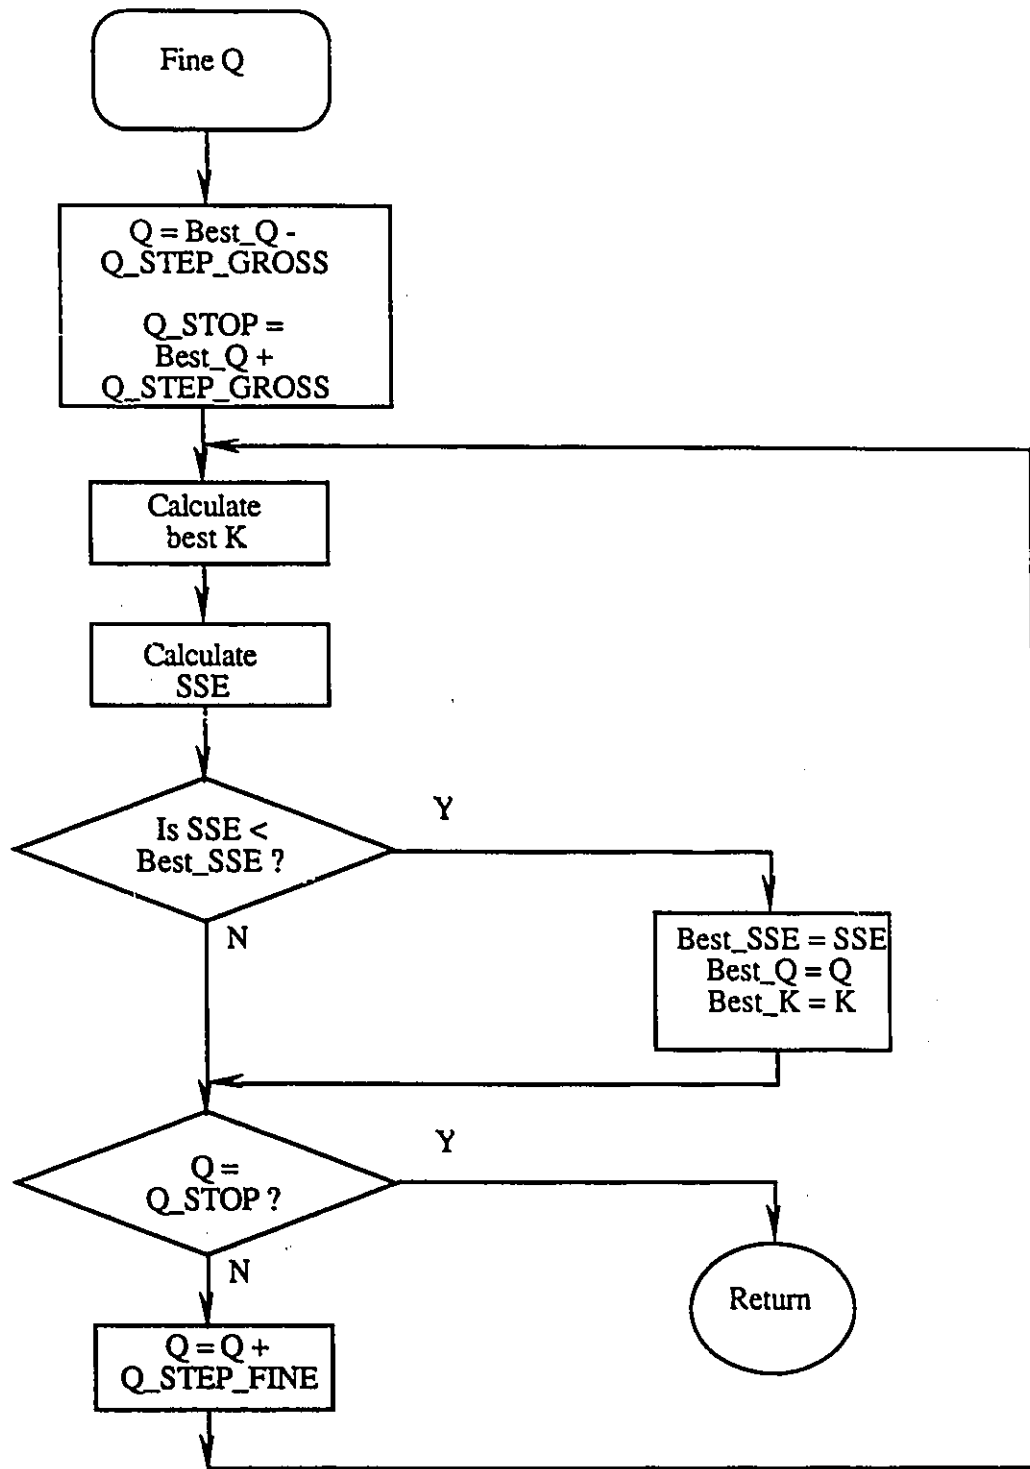 Fine Q
Q = Best_Q -
Q_STEP_GROSS
Q_STOP =
Best_Q +
Q_STEP_GROSS
Calculate
best K
Calculate
SSE
Is SSE <
Best_SSE ?
Y
N
Best_SSE = SSE
Best_Q = Q
Best_K = K
Q =
Q_STOP ?
Y
N
Return
Q = Q +
Q_STEP_FINE